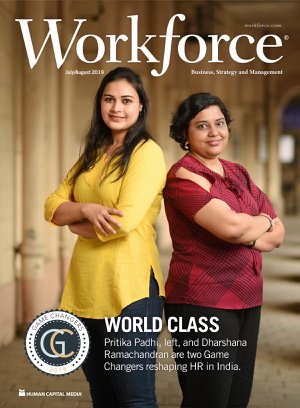 workforce.com
Workforce®
July/August 2019
Business, Strategy and Management
GAME CHANGERS
GC
2019
WORLD CLASS
Pritika Padhi, left, and Dharshana
Ramachandran are two Game
Changers reshaping HR in India.
HUMAN CAPITAL MEDIA